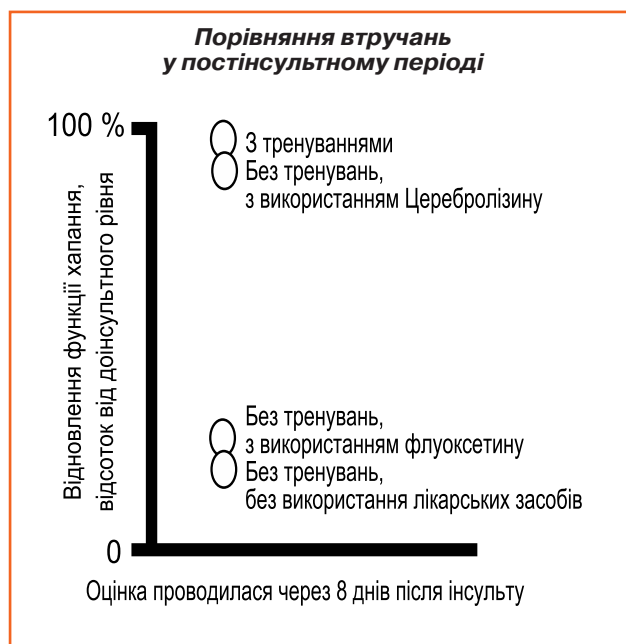 Порівняння втручань
у постінсультному періоді
100 %
З тренуваннями
Без тренувань,
з використанням Церебролізину
Відновлення функції хапання,
відсоток від доінсультного рівня
Без тренувань,
з використанням флуоксетину
Без тренувань,
без використання лікарських засобів
0
Оцінка проводилася через 8 днів після інсульту